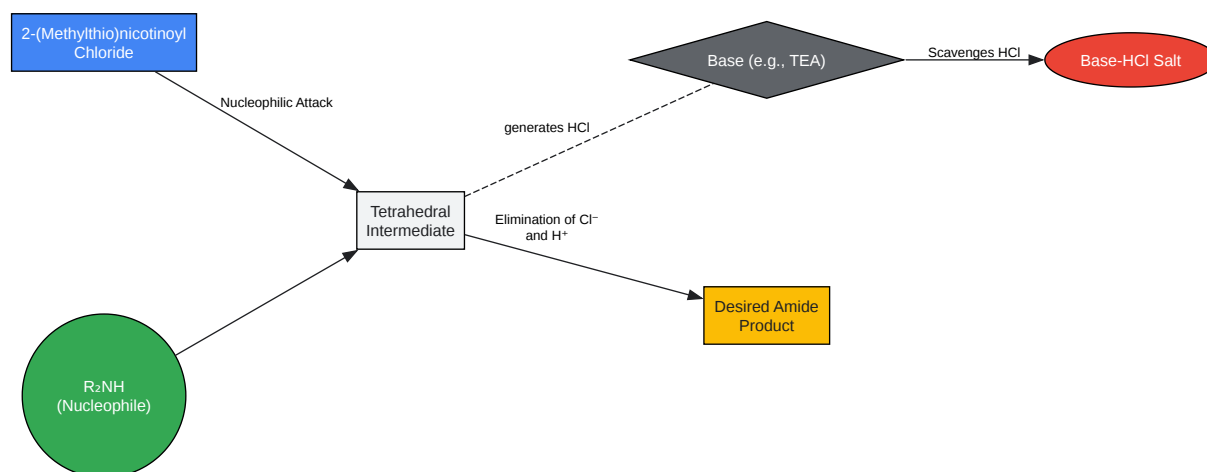 2-(Methylthio)nicotinoyl
Chloride
Nucleophilic Attack
Base (e.g., TEA)
Scavenges HCl
Base-HCl Salt
generates HCl
Tetrahedral
Intermediate
Elimination of Cl⁻
and H⁺
Desired Amide
Product
R₂NH
(Nucleophile)